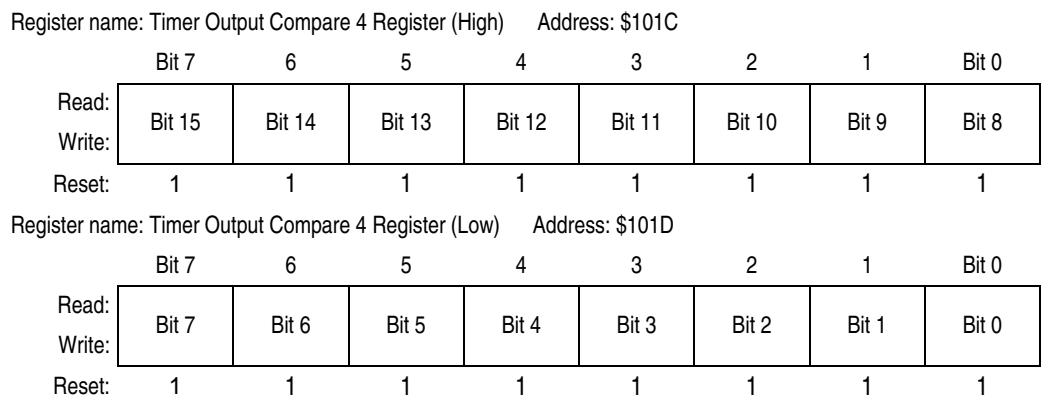 Register name: Timer Output Compare 4 Register (High) Address: $101C
Bit 7 6 5 4 3 2 1 Bit 0
Read:
Bit 15 Bit 14 Bit 13 Bit 12 Bit 11 Bit 10 Bit 9 Bit 8
Write:
Reset: 1 1 1 1 1 1 1 1
Register name: Timer Output Compare 4 Register (Low) Address: $101D
Bit 7 6 5 4 3 2 1 Bit 0
Read:
Bit 7 Bit 6 Bit 5 Bit 4 Bit 3 Bit 2 Bit 1 Bit 0
Write:
Reset: 1 1 1 1 1 1 1 1